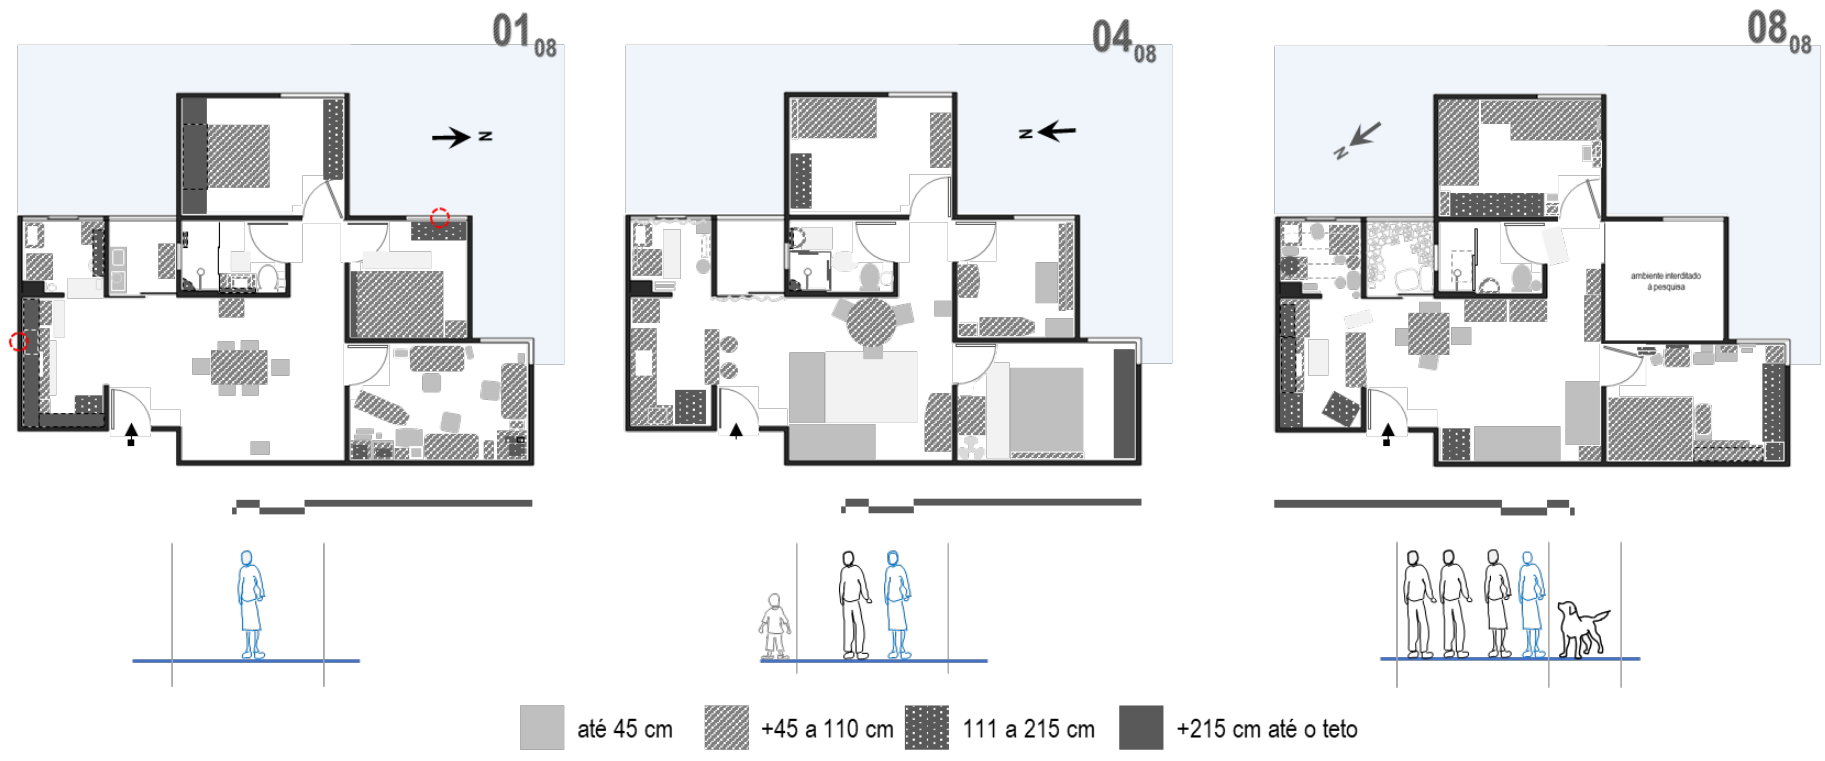 01 08
04 08
08 08
N
N
N
ambiente interditado
à pesquisa
até 45 cm
+45 a 110 cm
111 a 215 cm
+215 cm até o teto